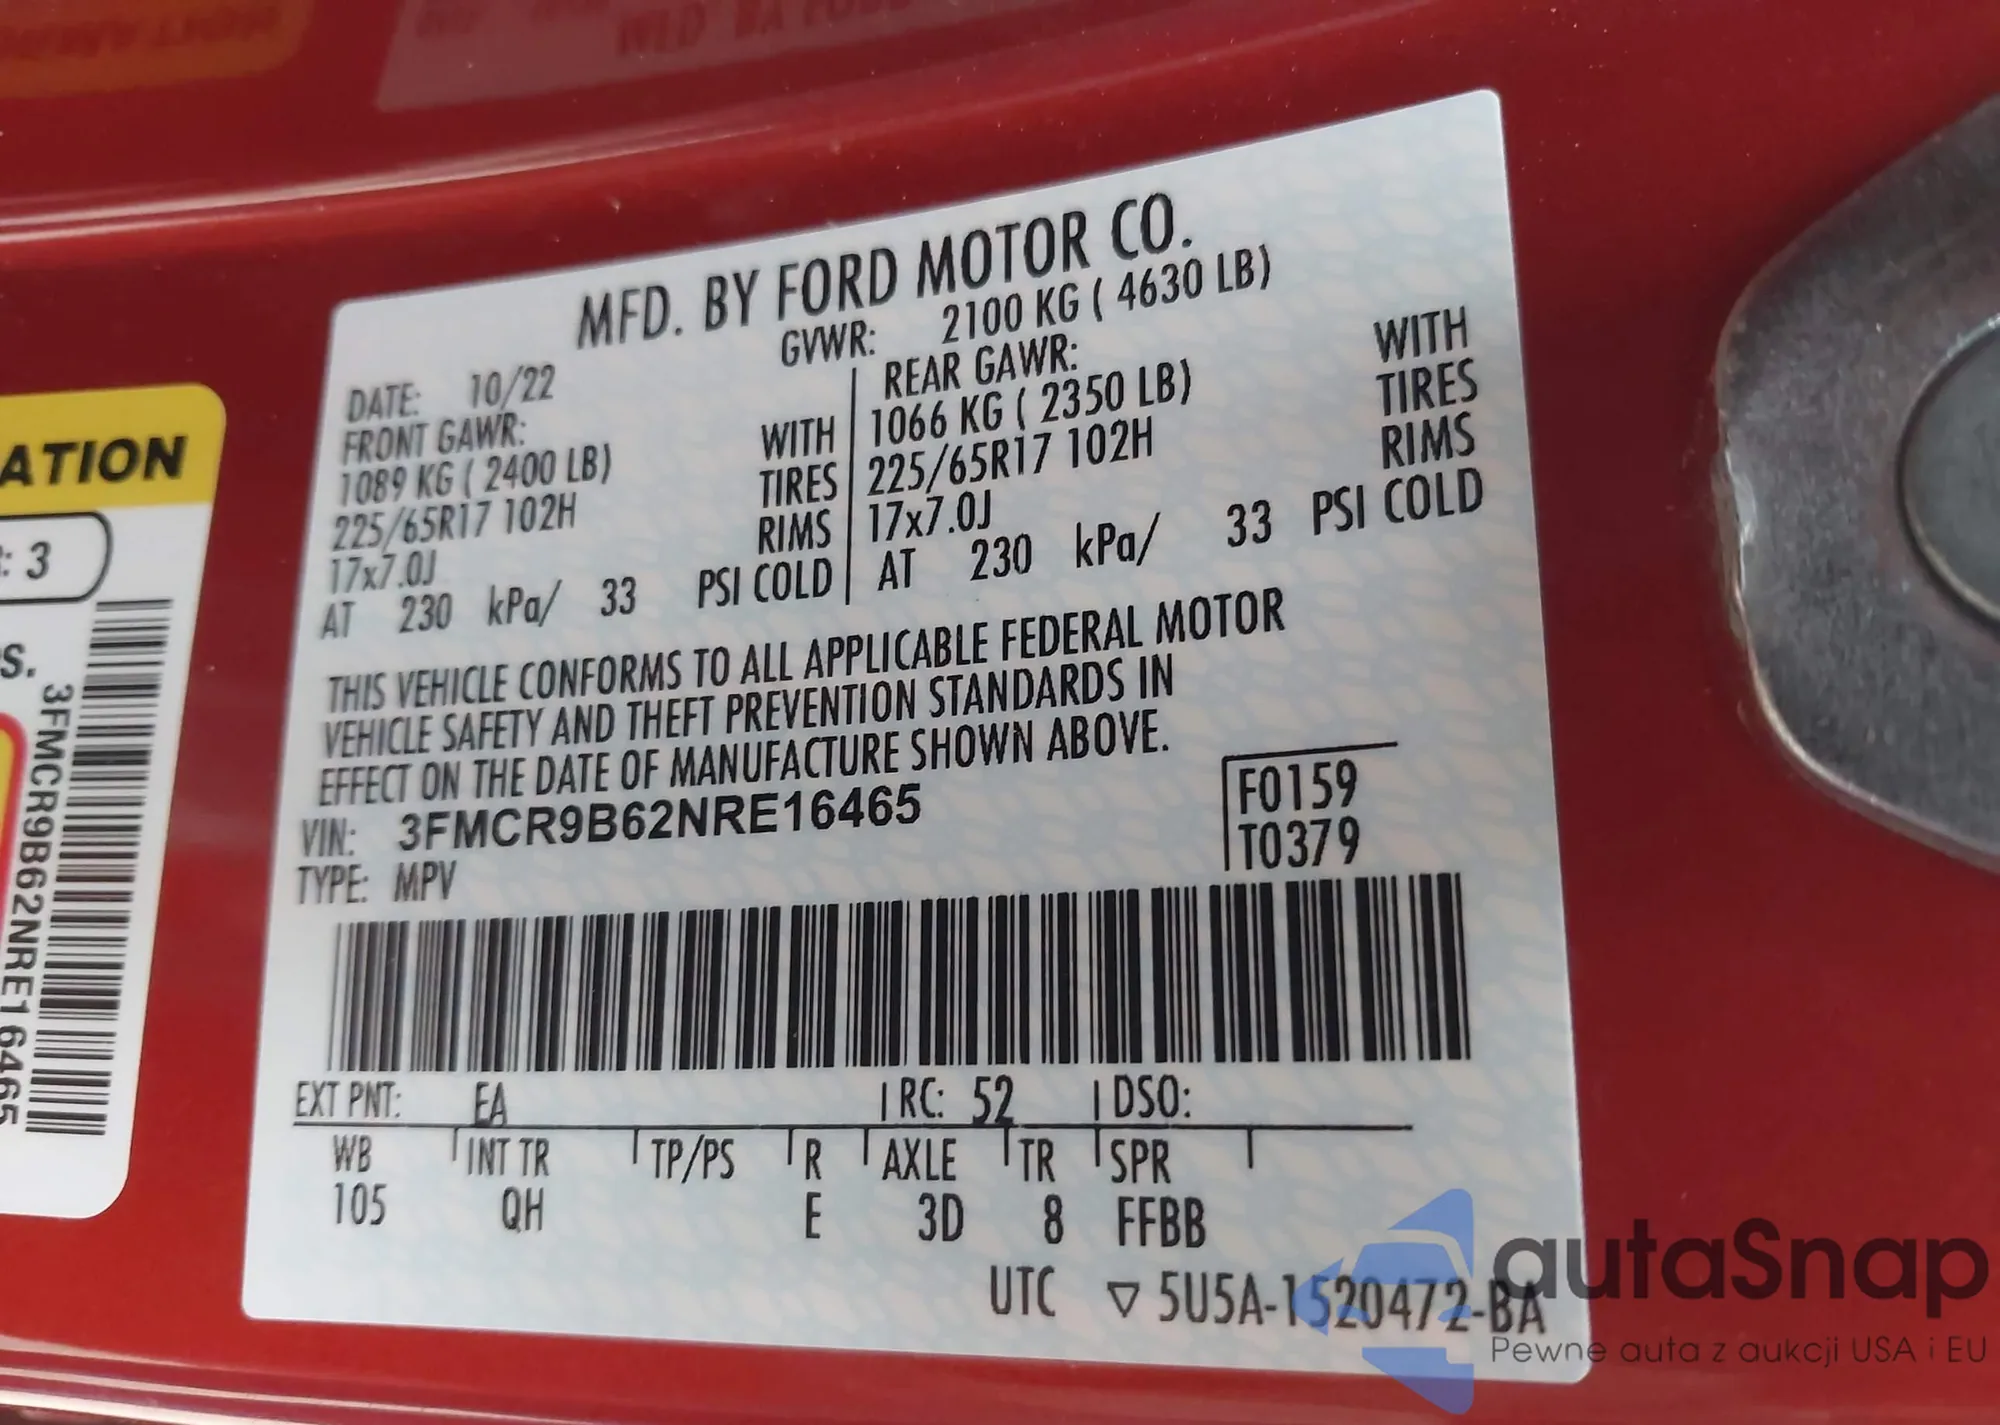 MFD. BY FORD MOTOR CO.
DATE: 10/22 GVWR: 2100 KG ( 4630 LB)
FRONT GAWR: REAR GAWR:
1089 KG ( 2400 LB) WITH 1066 KG ( 2350 LB) WITH
225/65R17 102H TIRES 225/65R17 102H TIRES
17x7.0J RIMS 17x7.0J RIMS
AT 230 kPa/ 33 PSI COLD AT 230 kPa/ 33 PSI COLD
THIS VEHICLE CONFORMS TO ALL APPLICABLE FEDERAL MOTOR
VEHICLE SAFETY AND THEFT PREVENTION STANDARDS IN
EFFECT ON THE DATE OF MANUFACTURE SHOWN ABOVE.
VIN: 3FMCR9B62NRE16465 F0159
TYPE: MPV T0379
EXT PNT: EA RC: 52 DSO:
WB INT TR TP/PS R AXLE TR SPR
105 QH E 3D 8 FFBB
UTC ▽ 5U5A-1520472-BA
ATION
: 3
S.
3FMCR9B62NRE16465
autaSnap
Pewne auta z aukcji USA i EU